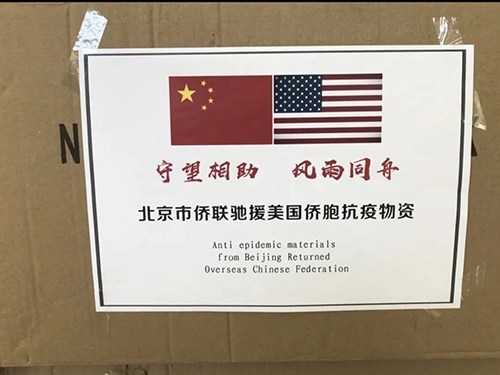 守望相助 风雨同舟
北京市侨联驰援美国侨胞抗疫物资
Anti epidemic materials
from Beijing Returned
Overseas Chinese Federation